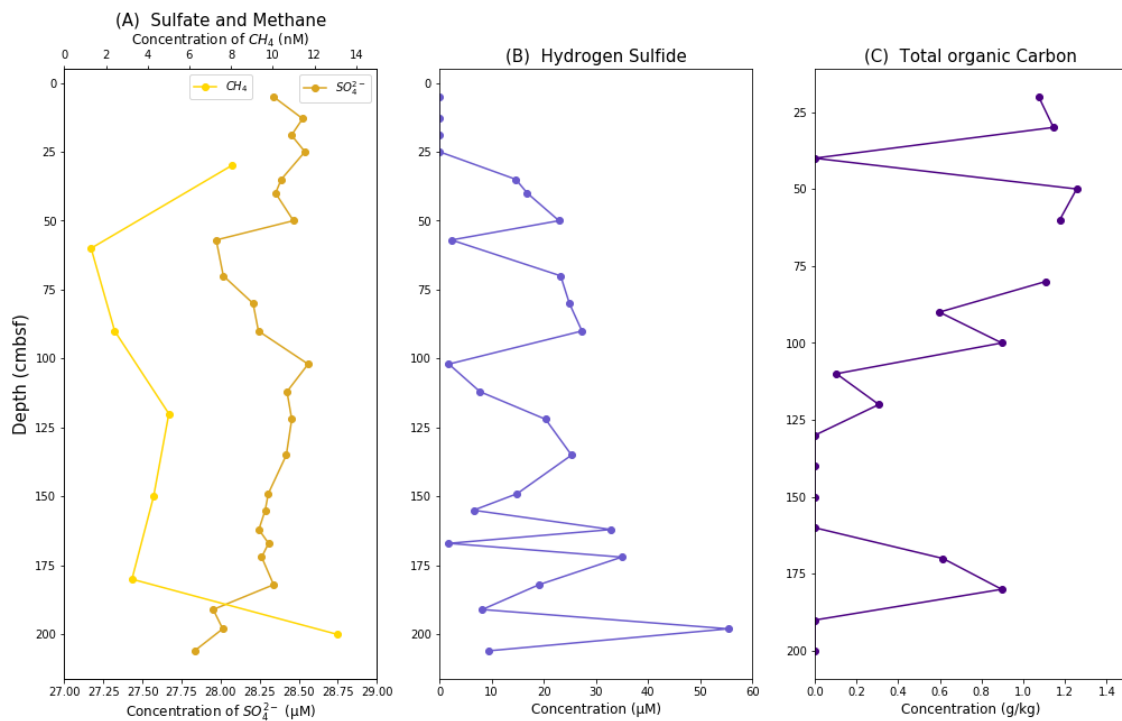 (A) Sulfate and Methane
Concentration of CH₄ (nM)
0 2 4 6 8 10 12 14
CH₄
SO₄²⁻
0
25
50
75
100
125
150
175
200
Depth (cmbsf)
27.00 27.25 27.50 27.75 28.00 28.25 28.50 28.75 29.00
Concentration of SO₄²⁻ (µM)
(B) Hydrogen Sulfide
0
25
50
75
100
125
150
175
200
0 10 20 30 40 50 60
Concentration (µM)
(C) Total organic Carbon
25
50
75
100
125
150
175
200
0.0 0.2 0.4 0.6 0.8 1.0 1.2 1.4
Concentration (g/kg)